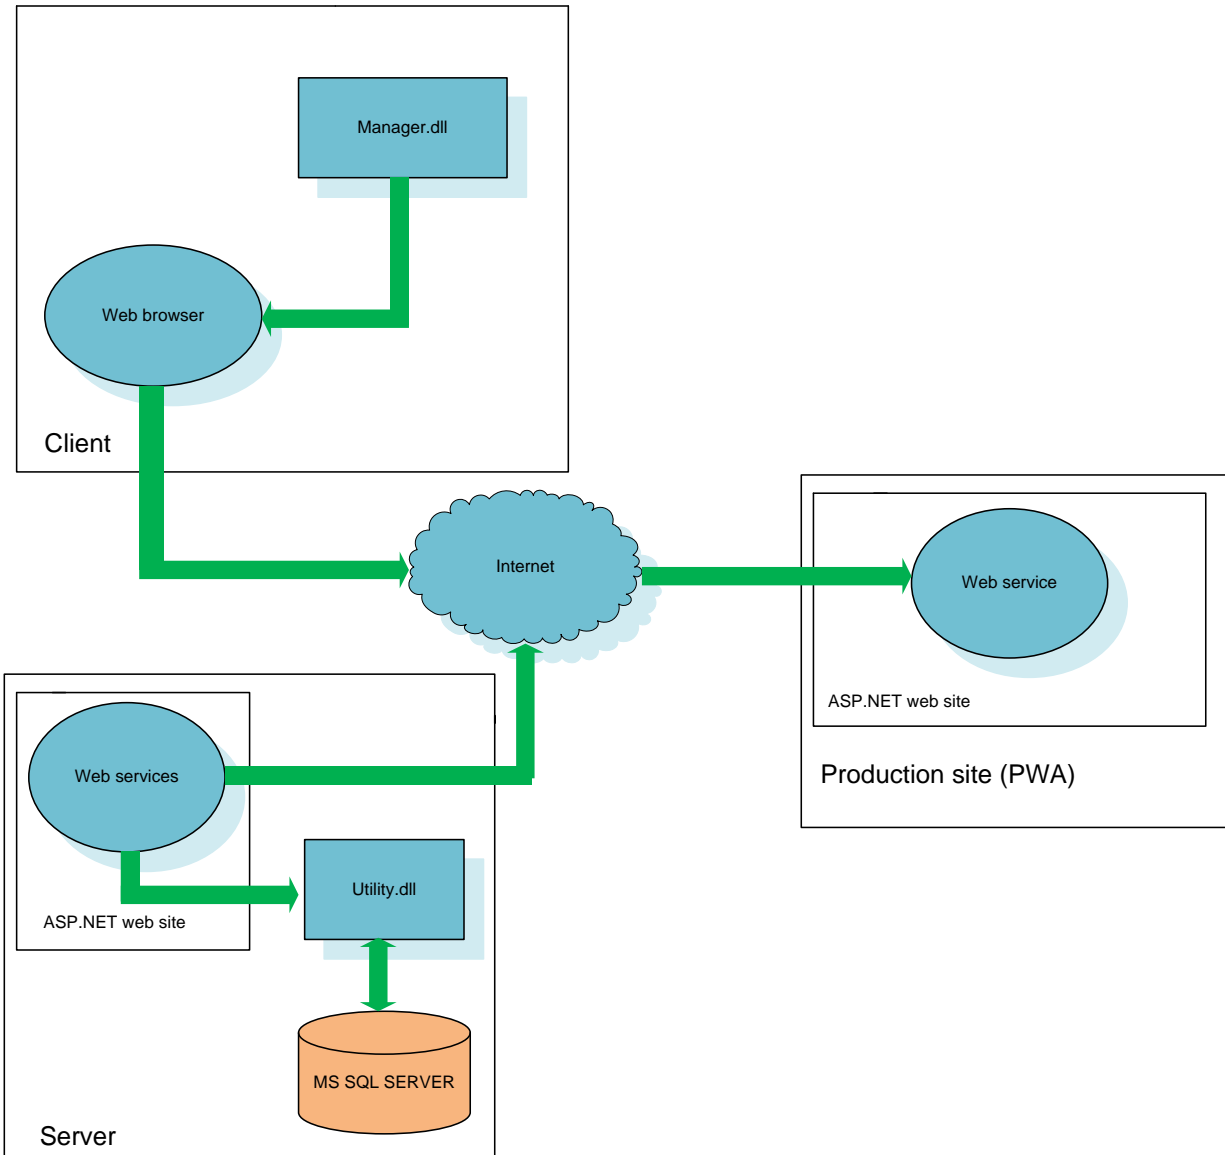 Manager.dll
Web browser
Client
Internet
Web service
ASP.NET web site
Production site (PWA)
Web services
Utility.dll
ASP.NET web site
MS SQL SERVER
Server